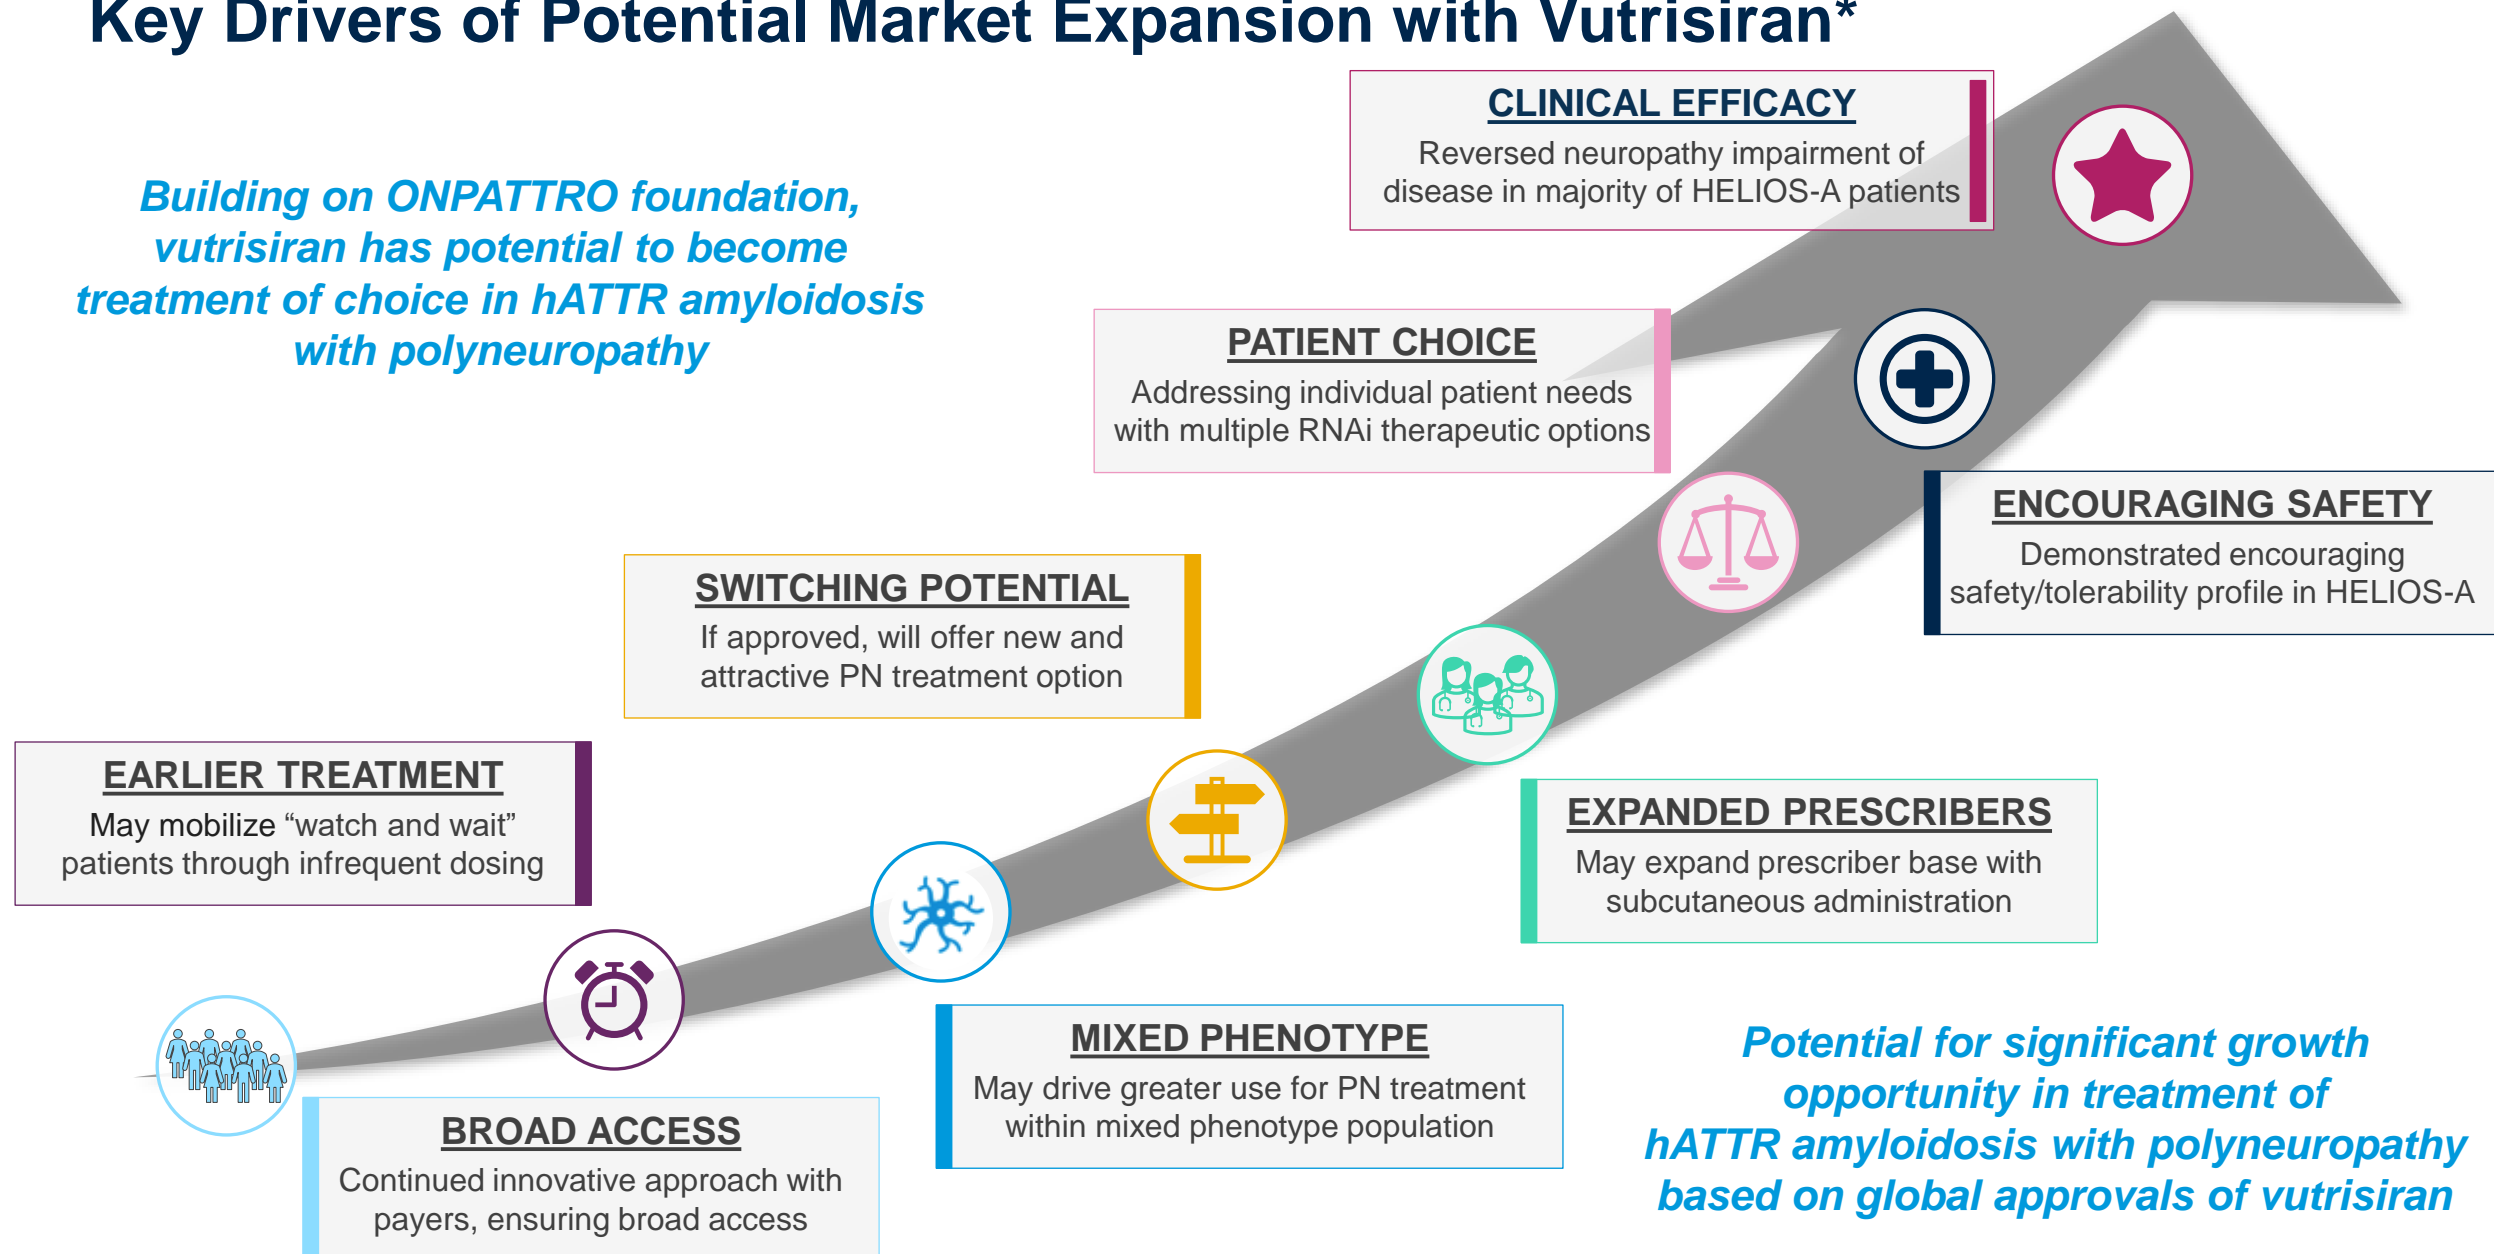 Key Drivers of Potential Market Expansion with Vutrisiran*
Building on ONPATTRO foundation,
vutrisiran has potential to become
treatment of choice in hATTR amyloidosis
with polyneuropathy
CLINICAL EFFICACY
Reversed neuropathy impairment of
disease in majority of HELIOS-A patients
PATIENT CHOICE
Addressing individual patient needs
with multiple RNAi therapeutic options
ENCOURAGING SAFETY
Demonstrated encouraging
safety/tolerability profile in HELIOS-A
SWITCHING POTENTIAL
If approved, will offer new and
attractive PN treatment option
EARLIER TREATMENT
May mobilize “watch and wait”
patients through infrequent dosing
EXPANDED PRESCRIBERS
May expand prescriber base with
subcutaneous administration
MIXED PHENOTYPE
May drive greater use for PN treatment
within mixed phenotype population
BROAD ACCESS
Continued innovative approach with
payers, ensuring broad access
Potential for significant growth
opportunity in treatment of
hATTR amyloidosis with polyneuropathy
based on global approvals of vutrisiran